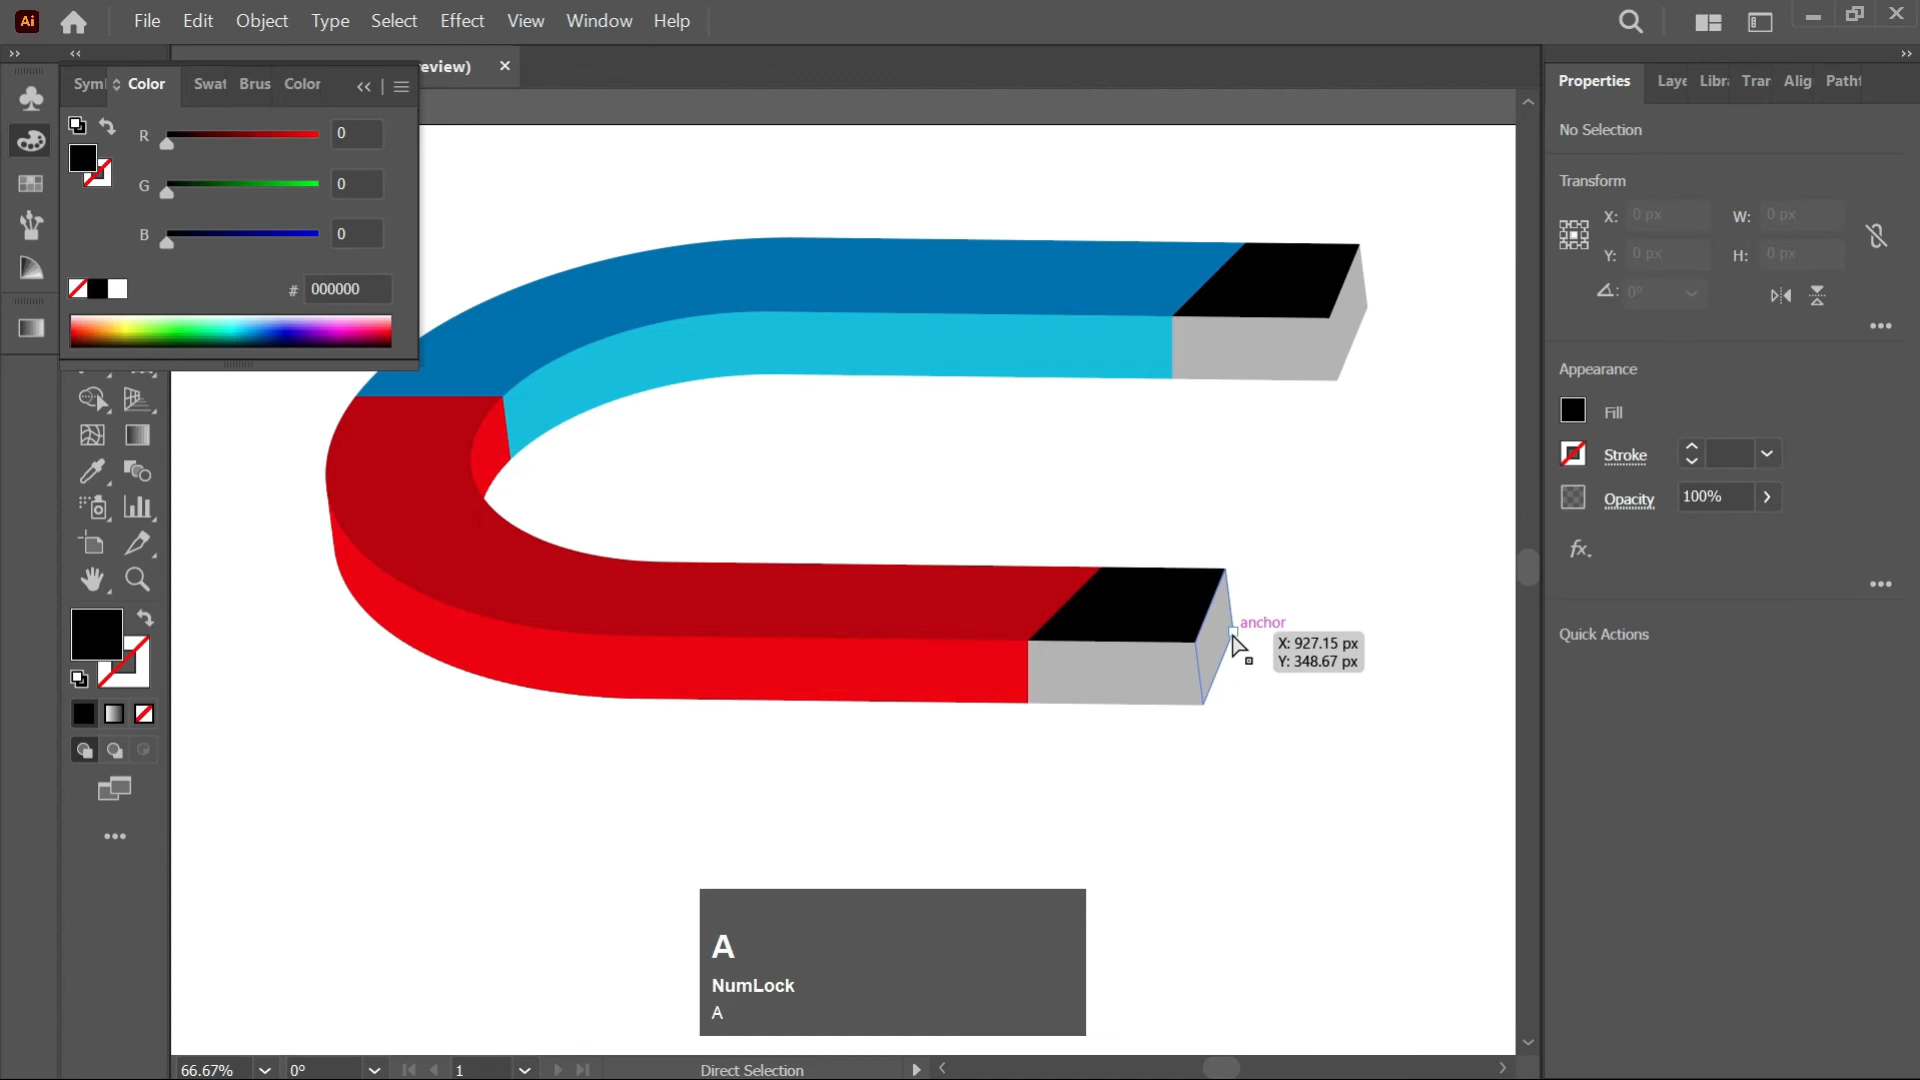 Ai File Edit Object Type Select Effect View Window Help
eview)
Syml Color Swat Brus Color
R 0
G 0
B 0
# 000000
anchor
X: 927.15 px
Y: 348.67 px
A
NumLock
A
66.67% 0° 1 Direct Selection
Properties Laye Libra Trar Alig Pathf
No Selection
Transform
X: 0 px W: 0 px
Y: 0 px H: 0 px
0°
Appearance
Fill
Stroke
Opacity 100%
fx.
Quick Actions